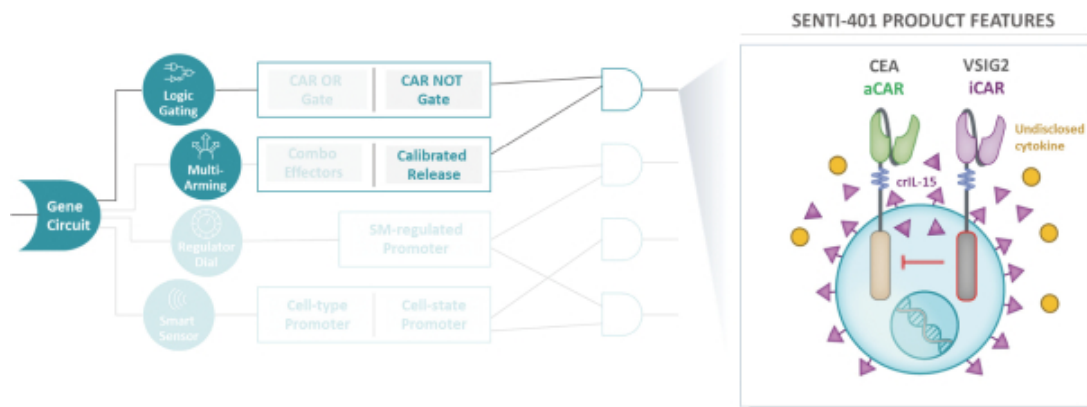 SENTI-401 PRODUCT FEATURES
Logic
Gating
CAR OR
Gate
CAR NOT
Gate
Multi-
Arming
Combo
Effectors
Calibrated
Release
Gene
Circuit
Regulator
Dial
SM-regulated
Promoter
Smart
Sensor
Cell-type
Promoter
Cell-state
Promoter
CEA
aCAR
VSIG2
iCAR
Undisclosed
cytokine
crIL-15